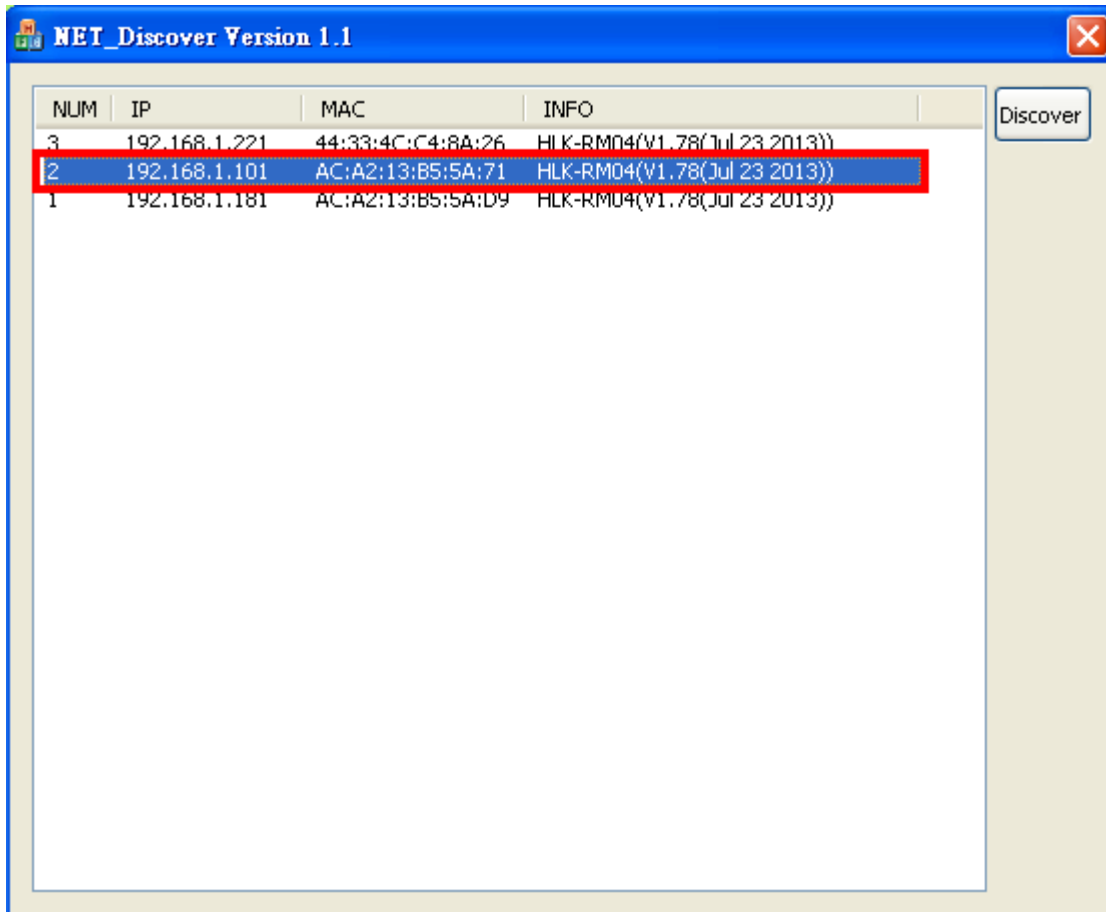 NET_Discover Version 1.1
NUM IP MAC INFO
Discover
3 192.168.1.221 44:33:4C:C4:8A:26 HLK-RM04(V1.78(Jul 23 2013))
2 192.168.1.101 AC:A2:13:B5:5A:71 HLK-RM04(V1.78(Jul 23 2013))
1 192.168.1.181 AC:A2:13:B5:5A:D9 HLK-RM04(V1.78(Jul 23 2013))